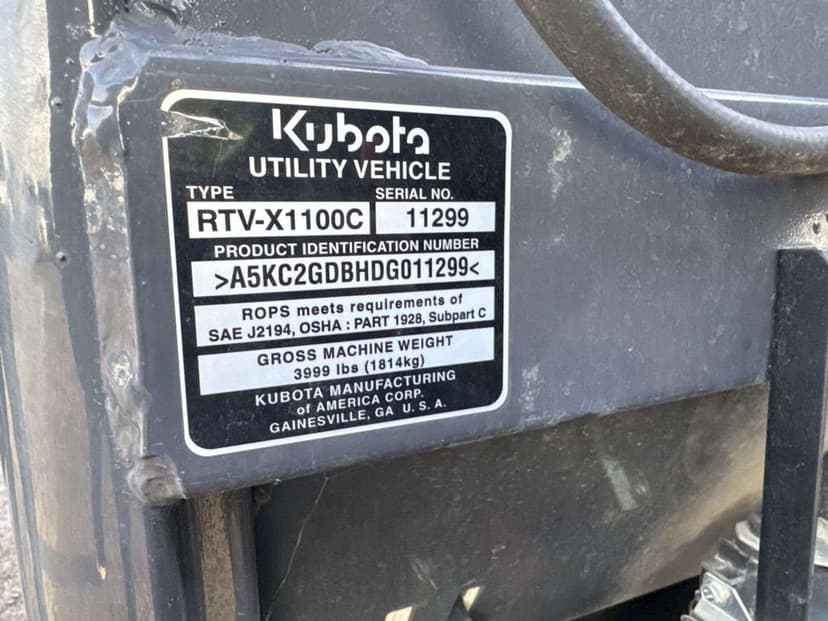 Kubota
UTILITY VEHICLE
TYPE SERIAL NO.
RTV-X1100C 11299
PRODUCT IDENTIFICATION NUMBER
>A5KC2GDBHDG011299<
ROPS meets requirements of
SAE J2194, OSHA : PART 1928, Subpart C
GROSS MACHINE WEIGHT
3999 lbs (1814kg)
KUBOTA MANUFACTURING
of AMERICA CORP.
GAINESVILLE, GA U. S. A.